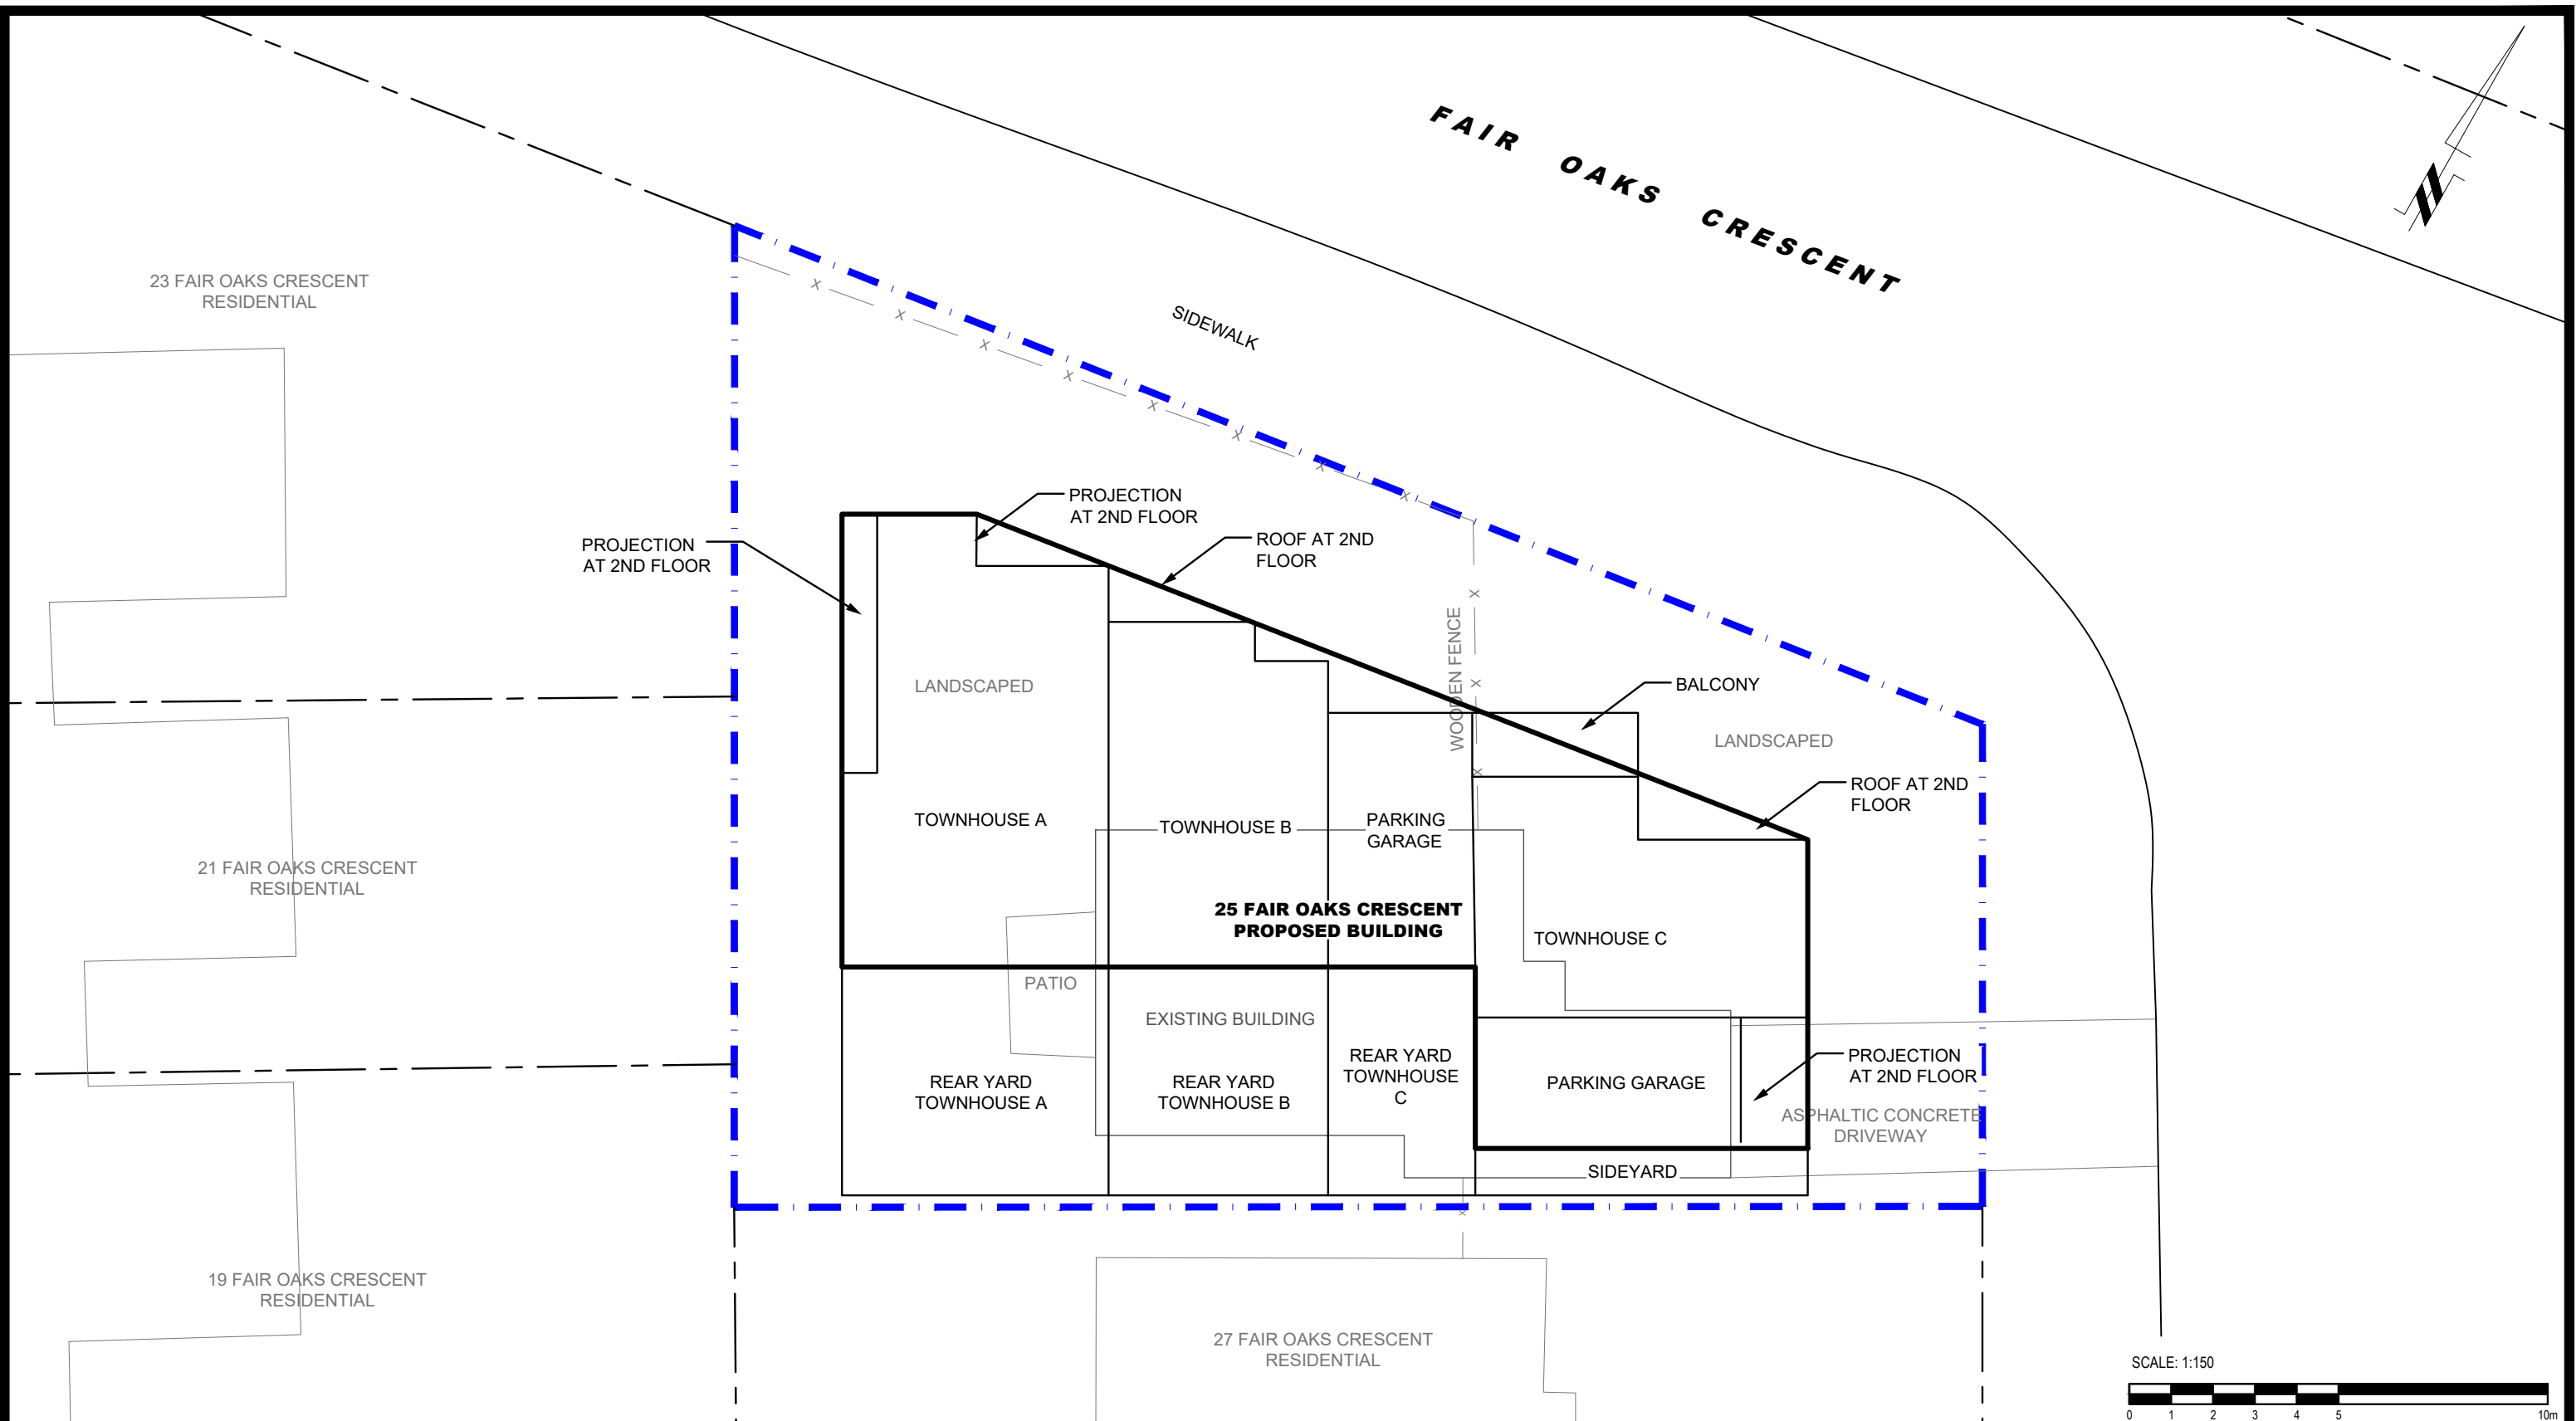 FAIR OAKS CRESCENT
SIDEWALK
23 FAIR OAKS CRESCENT
RESIDENTIAL
PROJECTION
AT 2ND FLOOR
PROJECTION
AT 2ND FLOOR
ROOF AT 2ND
FLOOR
WOODEN FENCE
BALCONY
LANDSCAPED
LANDSCAPED
ROOF AT 2ND
FLOOR
TOWNHOUSE A
TOWNHOUSE B
PARKING
GARAGE
21 FAIR OAKS CRESCENT
RESIDENTIAL
25 FAIR OAKS CRESCENT
PROPOSED BUILDING
TOWNHOUSE C
PATIO
EXISTING BUILDING
REAR YARD
TOWNHOUSE A
REAR YARD
TOWNHOUSE B
REAR YARD
TOWNHOUSE
C
PARKING GARAGE
PROJECTION
AT 2ND FLOOR
ASPHALTIC CONCRETE
DRIVEWAY
SIDEYARD
19 FAIR OAKS CRESCENT
RESIDENTIAL
27 FAIR OAKS CRESCENT
RESIDENTIAL
SCALE: 1:150
0 1 2 3 4 5 10m